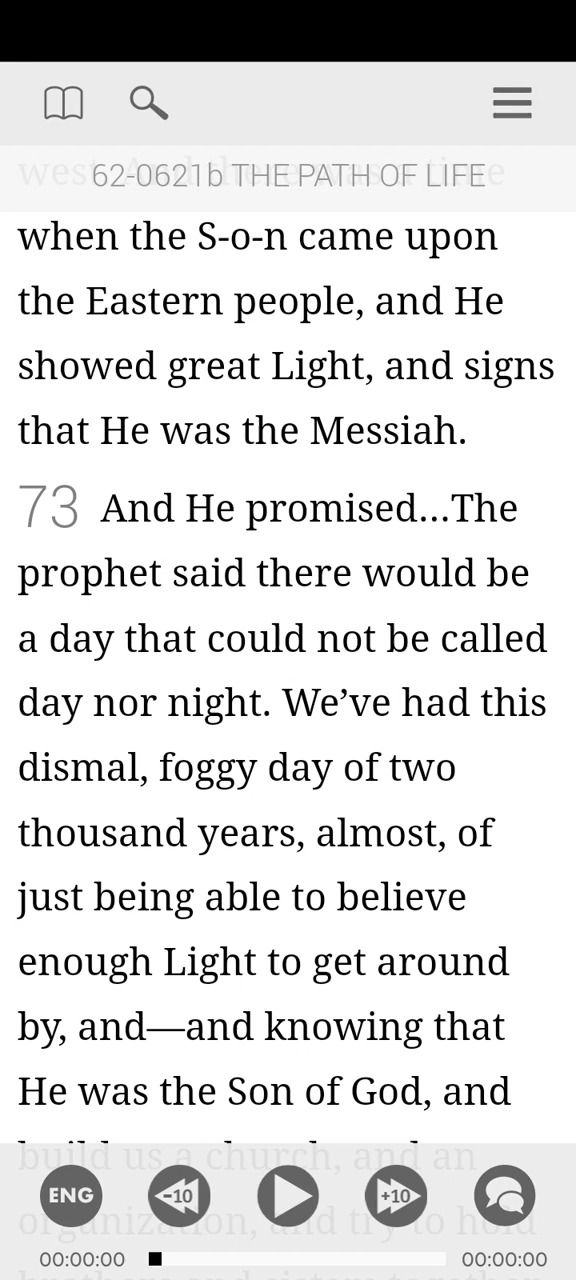 west. And there was a time
62-0621b THE PATH OF LIFE
when the S-o-n came upon
the Eastern people, and He
showed great Light, and signs
that He was the Messiah.
73 And He promised...The
prophet said there would be
a day that could not be called
day nor night. We’ve had this
dismal, foggy day of two
thousand years, almost, of
just being able to believe
enough Light to get around
by, and—and knowing that
He was the Son of God, and
build us a church, and an
ENG -10 +10
organization, and try to hold
00:00:00 00:00:00